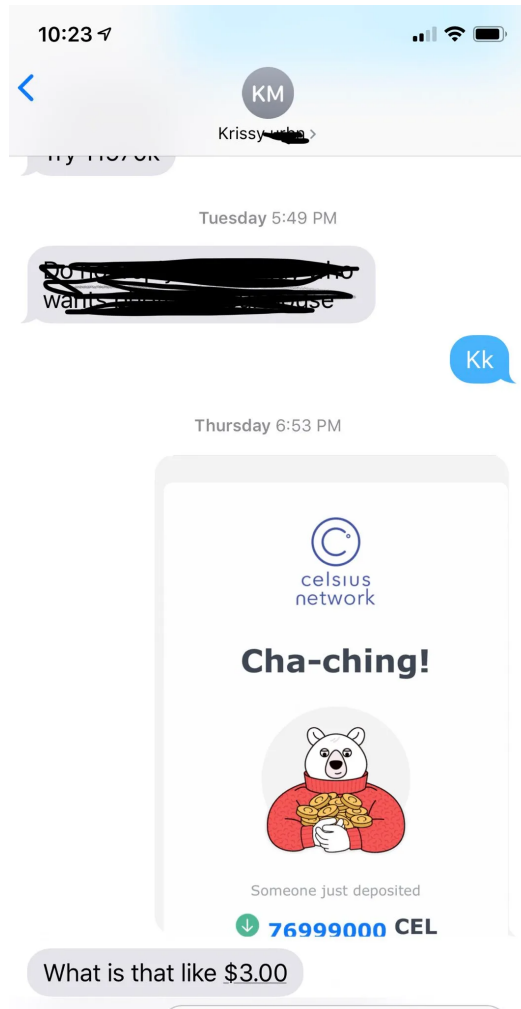 10:23
KM
Krissy
Tuesday 5:49 PM
wants
Kk
Thursday 6:53 PM
celsius
network
Cha-ching!
Someone just deposited
76999000 CEL
What is that like $3.00